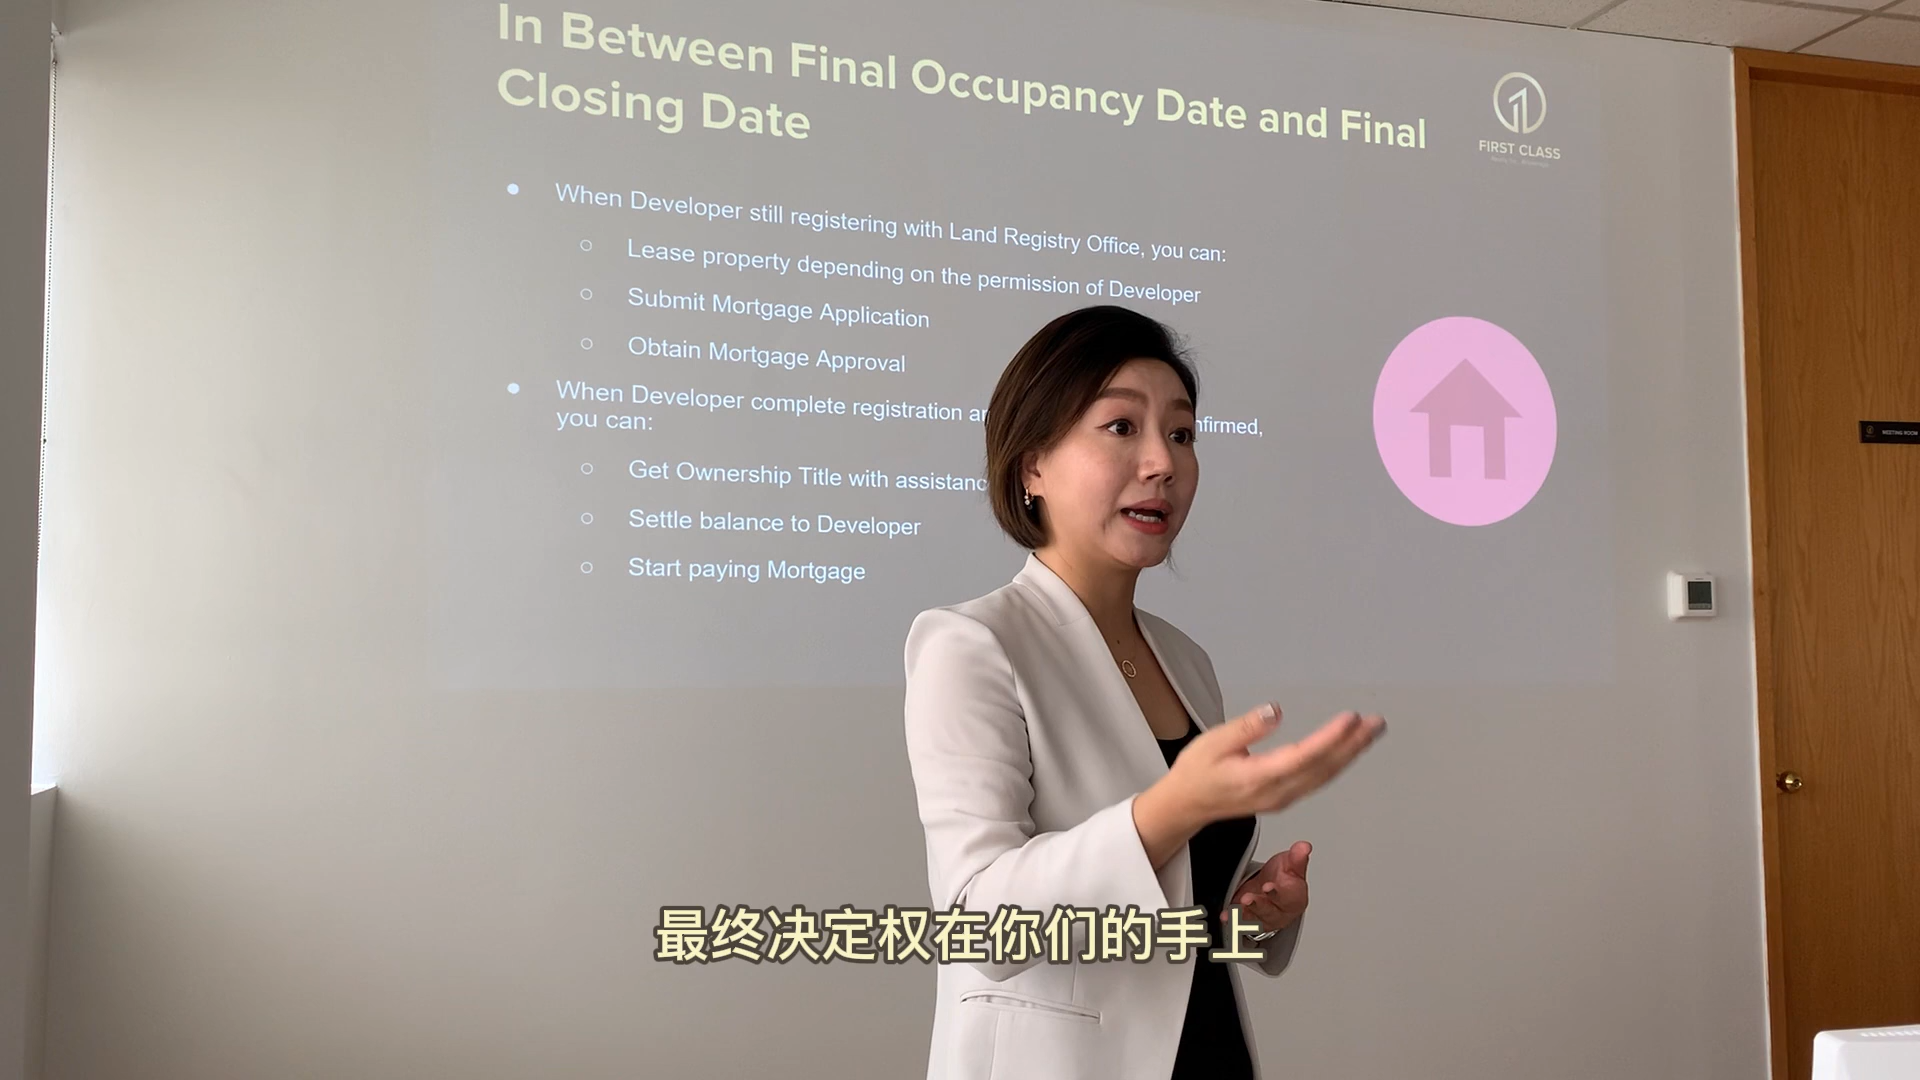 In Between Final Occupancy Date and Final
Closing Date
FIRST CLASS
● When Developer still registering with Land Registry Office, you can:
○ Lease property depending on the permission of Developer
○ Submit Mortgage Application
○ Obtain Mortgage Approval
● When Developer complete registration
you can:
○ Get Ownership Title with
○ Settle balance to Developer
○ Start paying Mortgage
MEETING ROOM
最终决定权在你们的手上